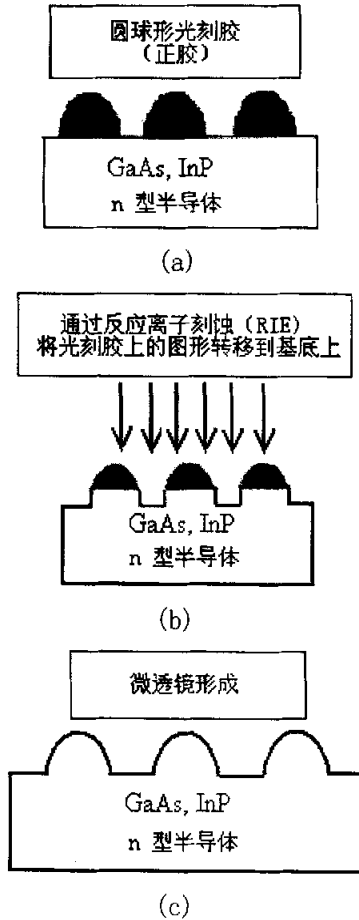 圆球形光刻胶
(正胶)
GaAs, InP
n 型半导体
(a)
通过反应离子刻蚀 (RIE)
将光刻胶上的图形转移到基底上
GaAs, InP
n 型半导体
(b)
微透镜形成
GaAs, InP
n 型半导体
(c)